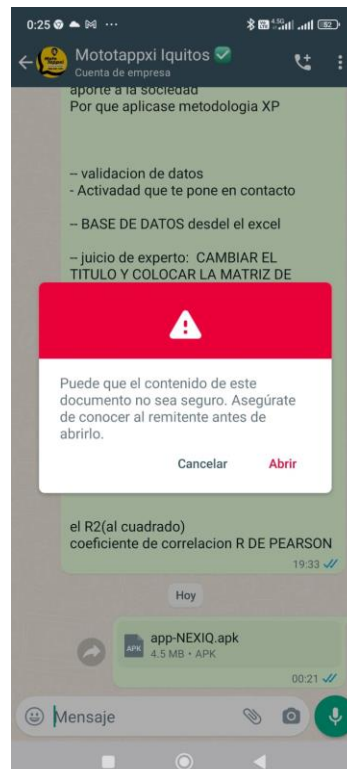 0:25
4.5G
52
Mototappxi Iquitos
Cuenta de empresa
aporte a la sociedad
Por que aplicase metodologia XP
-- validacion de datos
- Activadad que te pone en contacto
-- BASE DE DATOS desdel el excel
-- juicio de experto: CAMBIAR EL
TITULO Y COLOCAR LA MATRIZ DE
Puede que el contenido de este
documento no sea seguro. Asegúrate
de conocer al remitente antes de
abrirlo.
Cancelar Abrir
el R2(al cuadrado)
coeficiente de correlacion R DE PEARSON
19:33
Hoy
APK
app-NEXIQ.apk
4.5 MB • APK
00:21
Mensaje